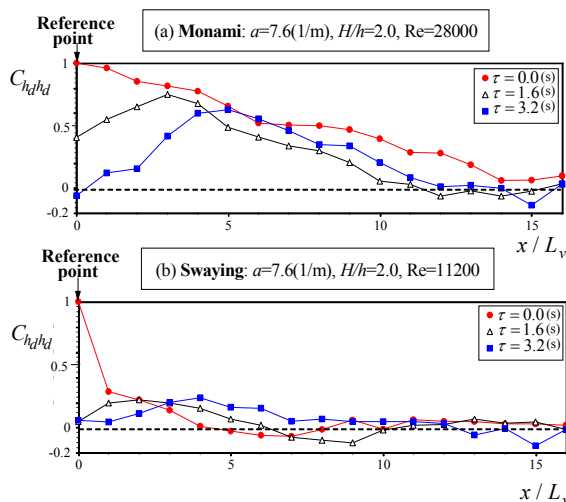 Reference
point
(a) Monami: a=7.6(1/m), H/h=2.0, Re=28000
C_{h_d h_d}
τ = 0.0 (s)
τ = 1.6 (s)
τ = 3.2 (s)
1
0.5
0
-0.2
0
5
10
15
x / L_v
Reference
point
(b) Swaying: a=7.6(1/m), H/h=2.0, Re=11200
C_{h_d h_d}
τ = 0.0 (s)
τ = 1.6 (s)
τ = 3.2 (s)
1
0.5
0
-0.2
0
5
10
15
x / L_v